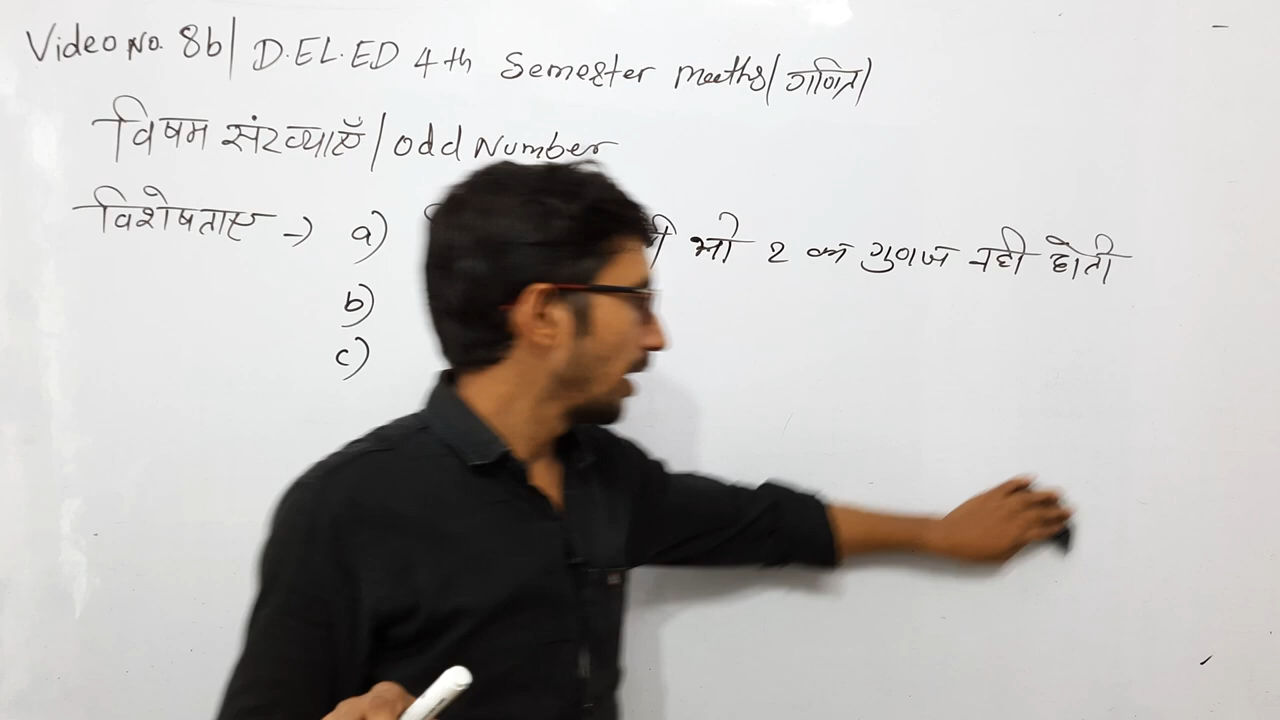 Video No. 8b| D.EL.ED 4th Semester Maths/गणित/
विषम संख्याएँ/odd Number
विशेषताएँ → a) भी 2 का गुणज नही होती
b)
c)